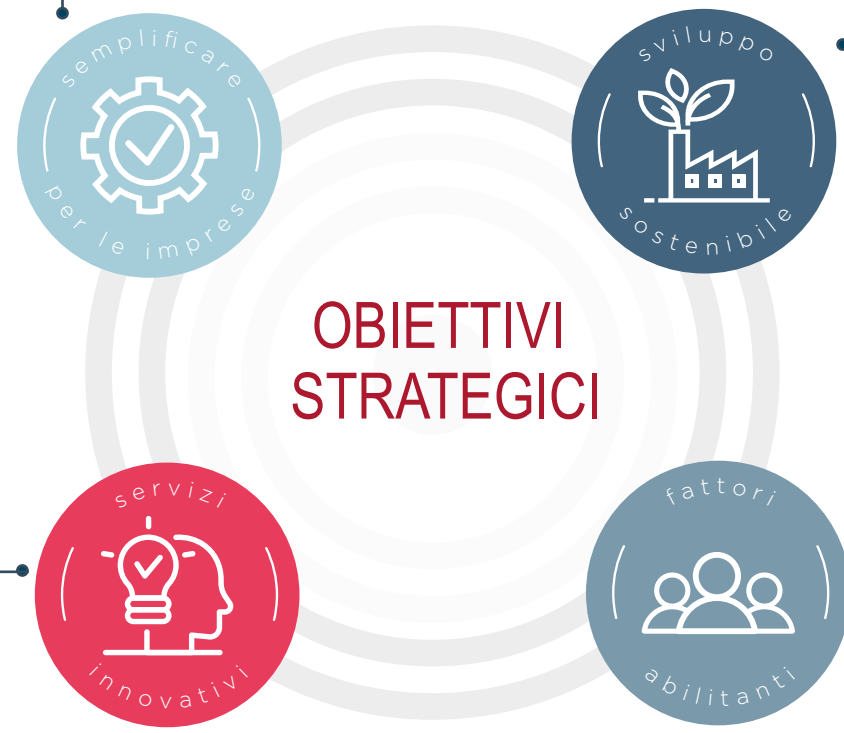 semplificare
per le imprese
sviluppo
sostenibile
OBIETTIVI
STRATEGICI
servizi
innovativi
fattori
abilitanti